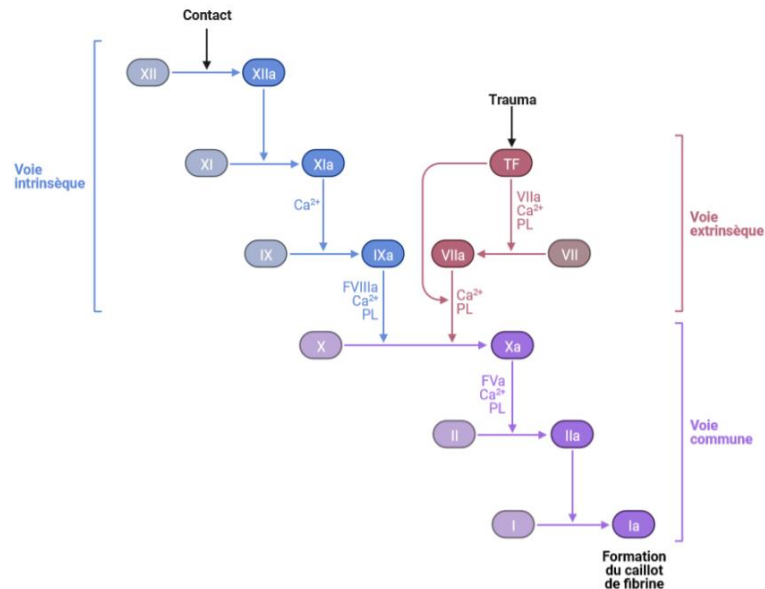 Contact
XII
XIIa
Trauma
XI
XIa
TF
Voie
intrinsèque
Ca²⁺
VIIa
Ca²⁺
PL
Voie
extrinsèque
IX
IXa
VIIa
VII
FVIIIa
Ca²⁺
PL
Ca²⁺
PL
X
Xa
FVa
Ca²⁺
PL
II
IIa
Voie
commune
I
Ia
Formation
du caillot
de fibrine